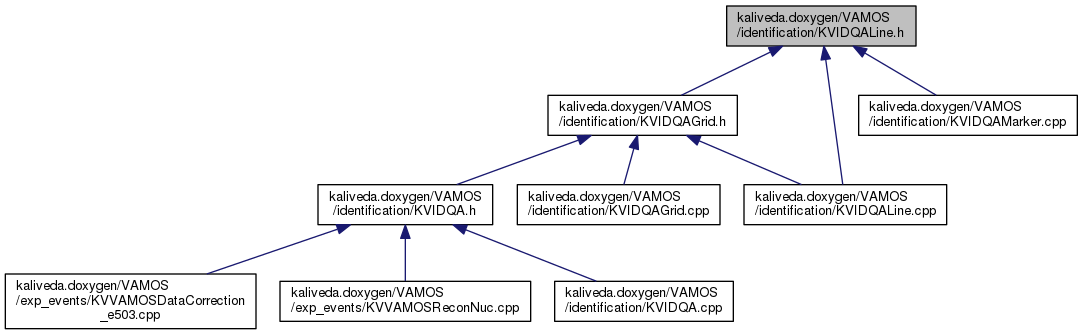 kaliveda.doxygen/VAMOS
/identification/KVIDQALine.h
kaliveda.doxygen/VAMOS
/identification/KVIDQAGrid.h
kaliveda.doxygen/VAMOS
/identification/KVIDQAMarker.cpp
kaliveda.doxygen/VAMOS
/identification/KVIDQA.h
kaliveda.doxygen/VAMOS
/identification/KVIDQAGrid.cpp
kaliveda.doxygen/VAMOS
/identification/KVIDQALine.cpp
kaliveda.doxygen/VAMOS
/exp_events/KVVAMOSDataCorrection
_e503.cpp
kaliveda.doxygen/VAMOS
/exp_events/KVVAMOSReconNuc.cpp
kaliveda.doxygen/VAMOS
/identification/KVIDQA.cpp